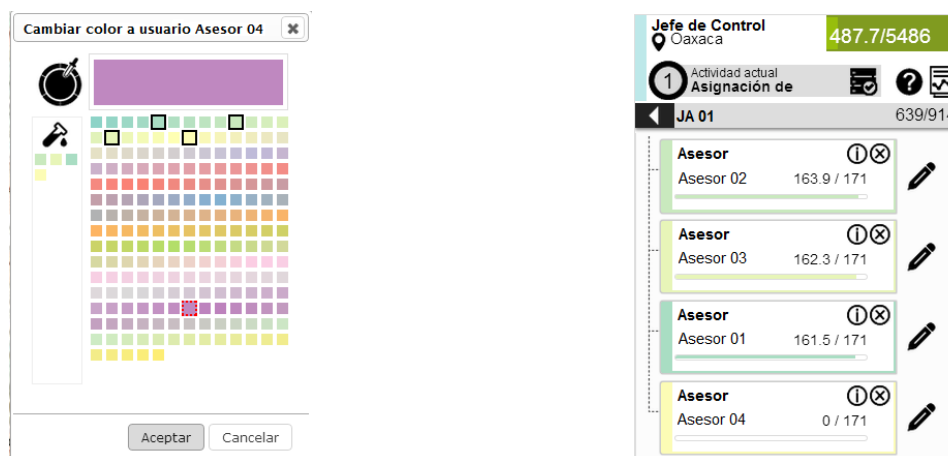 Cambiar color a usuario Asesor 04
Aceptar
Cancelar
Jefe de Control
Oaxaca
487.7/5486
1
Actividad actual
Asignación de
JA 01
639/914
Asesor
Asesor 02
163.9 / 171
Asesor
Asesor 03
162.3 / 171
Asesor
Asesor 01
161.5 / 171
Asesor
Asesor 04
0 / 171